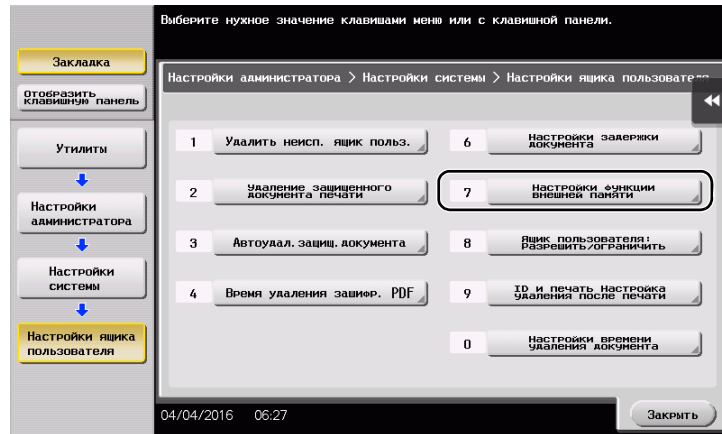 Выберите нужное значение клавишами меню или с клавишной панели.
Закладка
Отобразить
клавишную панель
Утилиты
Настройки
администратора
Настройки
системы
Настройки ящика
пользователя
Настройки администратора > Настройки системы > Настройки ящика пользователя
1 Удалить неисп. ящик польз.
2 Удаление защищенного
документа печати
3 Автоудал.защищ.документа
4 Время удаления зашифр. PDF
6 Настройки задержки
документа
7 Настройки функции
внешней памяти
8 Ящик пользователя:
Разрешить/ограничить
9 ID и печать Настройка
удаления после печати
0 Настройки времени
удаления документа
04/04/2016 06:27
Закрыть